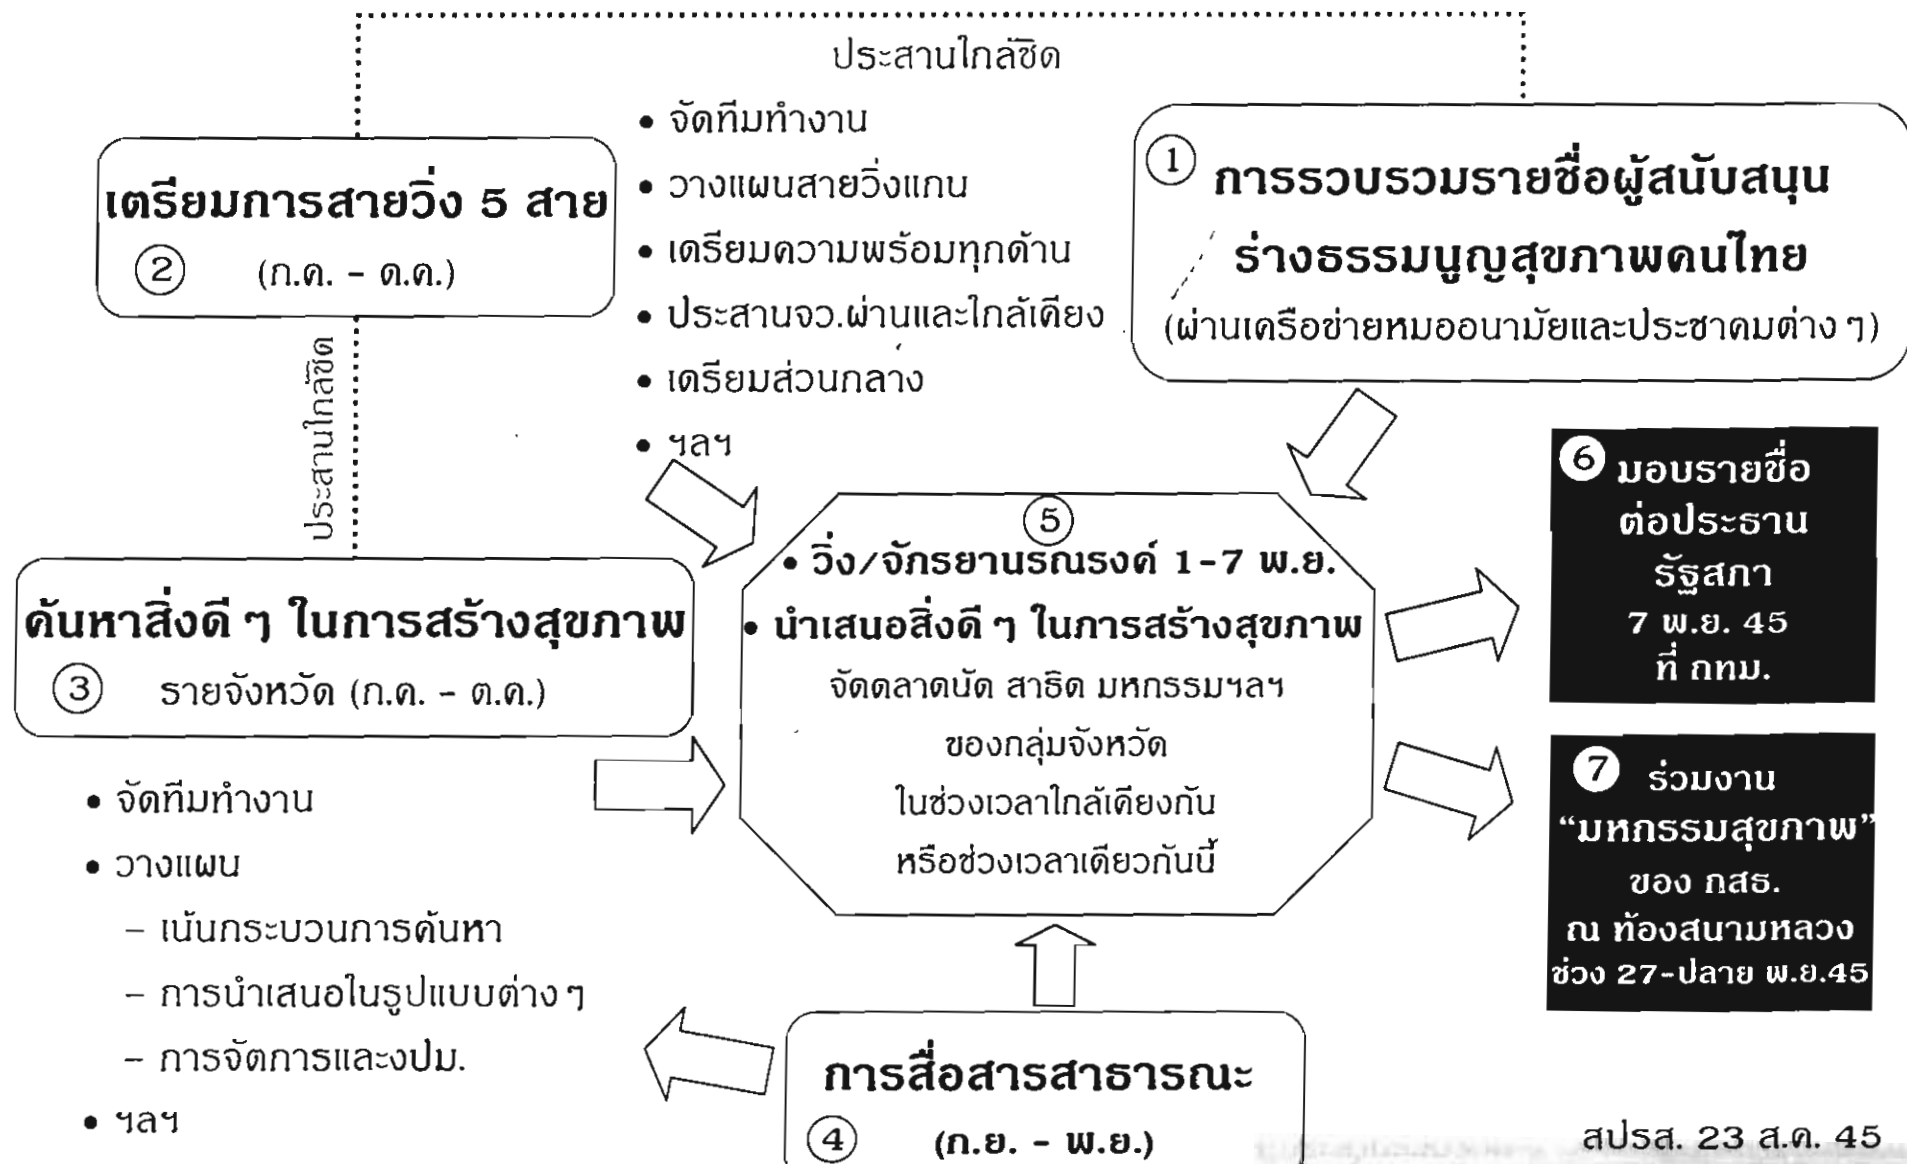 ประสานใกล้ชิด
① การรวบรวมรายชื่อผู้สนับสนุน
ร่างธรรมนูญสุขภาพคนไทย
(ผ่านเครือข่ายหมออนามัยและประชาคมต่าง ๆ)
เตรียมการสายวิ่ง 5 สาย
② (ก.ค. - ต.ค.)
• จัดทีมทำงาน
• วางแผนสายวิ่งแกน
• เตรียมความพร้อมทุกด้าน
• ประสานจว.ผ่านและใกล้เคียง
• เตรียมส่วนกลาง
• ฯลฯ
ประสานใกล้ชิด
ค้นหาสิ่งดี ๆ ในการสร้างสุขภาพ
③ รายจังหวัด (ก.ค. - ต.ค.)
• จัดทีมทำงาน
• วางแผน
– เน้นกระบวนการค้นหา
– การนำเสนอในรูปแบบต่าง ๆ
– การจัดการและงปม.
• ฯลฯ
⑤
• วิ่ง/จักรยานรณรงค์ 1-7 พ.ย.
• นำเสนอสิ่งดี ๆ ในการสร้างสุขภาพ
จัดตลาดนัด สาธิต มหกรรมฯลฯ
ของกลุ่มจังหวัด
ในช่วงเวลาใกล้เคียงกัน
หรือช่วงเวลาเดียวกันนี้
การสื่อสารสาธารณะ
④ (ก.ย. - พ.ย.)
⑥ มอบรายชื่อ
ต่อประธาน
รัฐสภา
7 พ.ย. 45
ที่ กทม.
⑦ ร่วมงาน
“มหกรรมสุขภาพ”
ของ กสธ.
ณ ท้องสนามหลวง
ช่วง 27-ปลาย พ.ย.45
สปรส. 23 ส.ค. 45